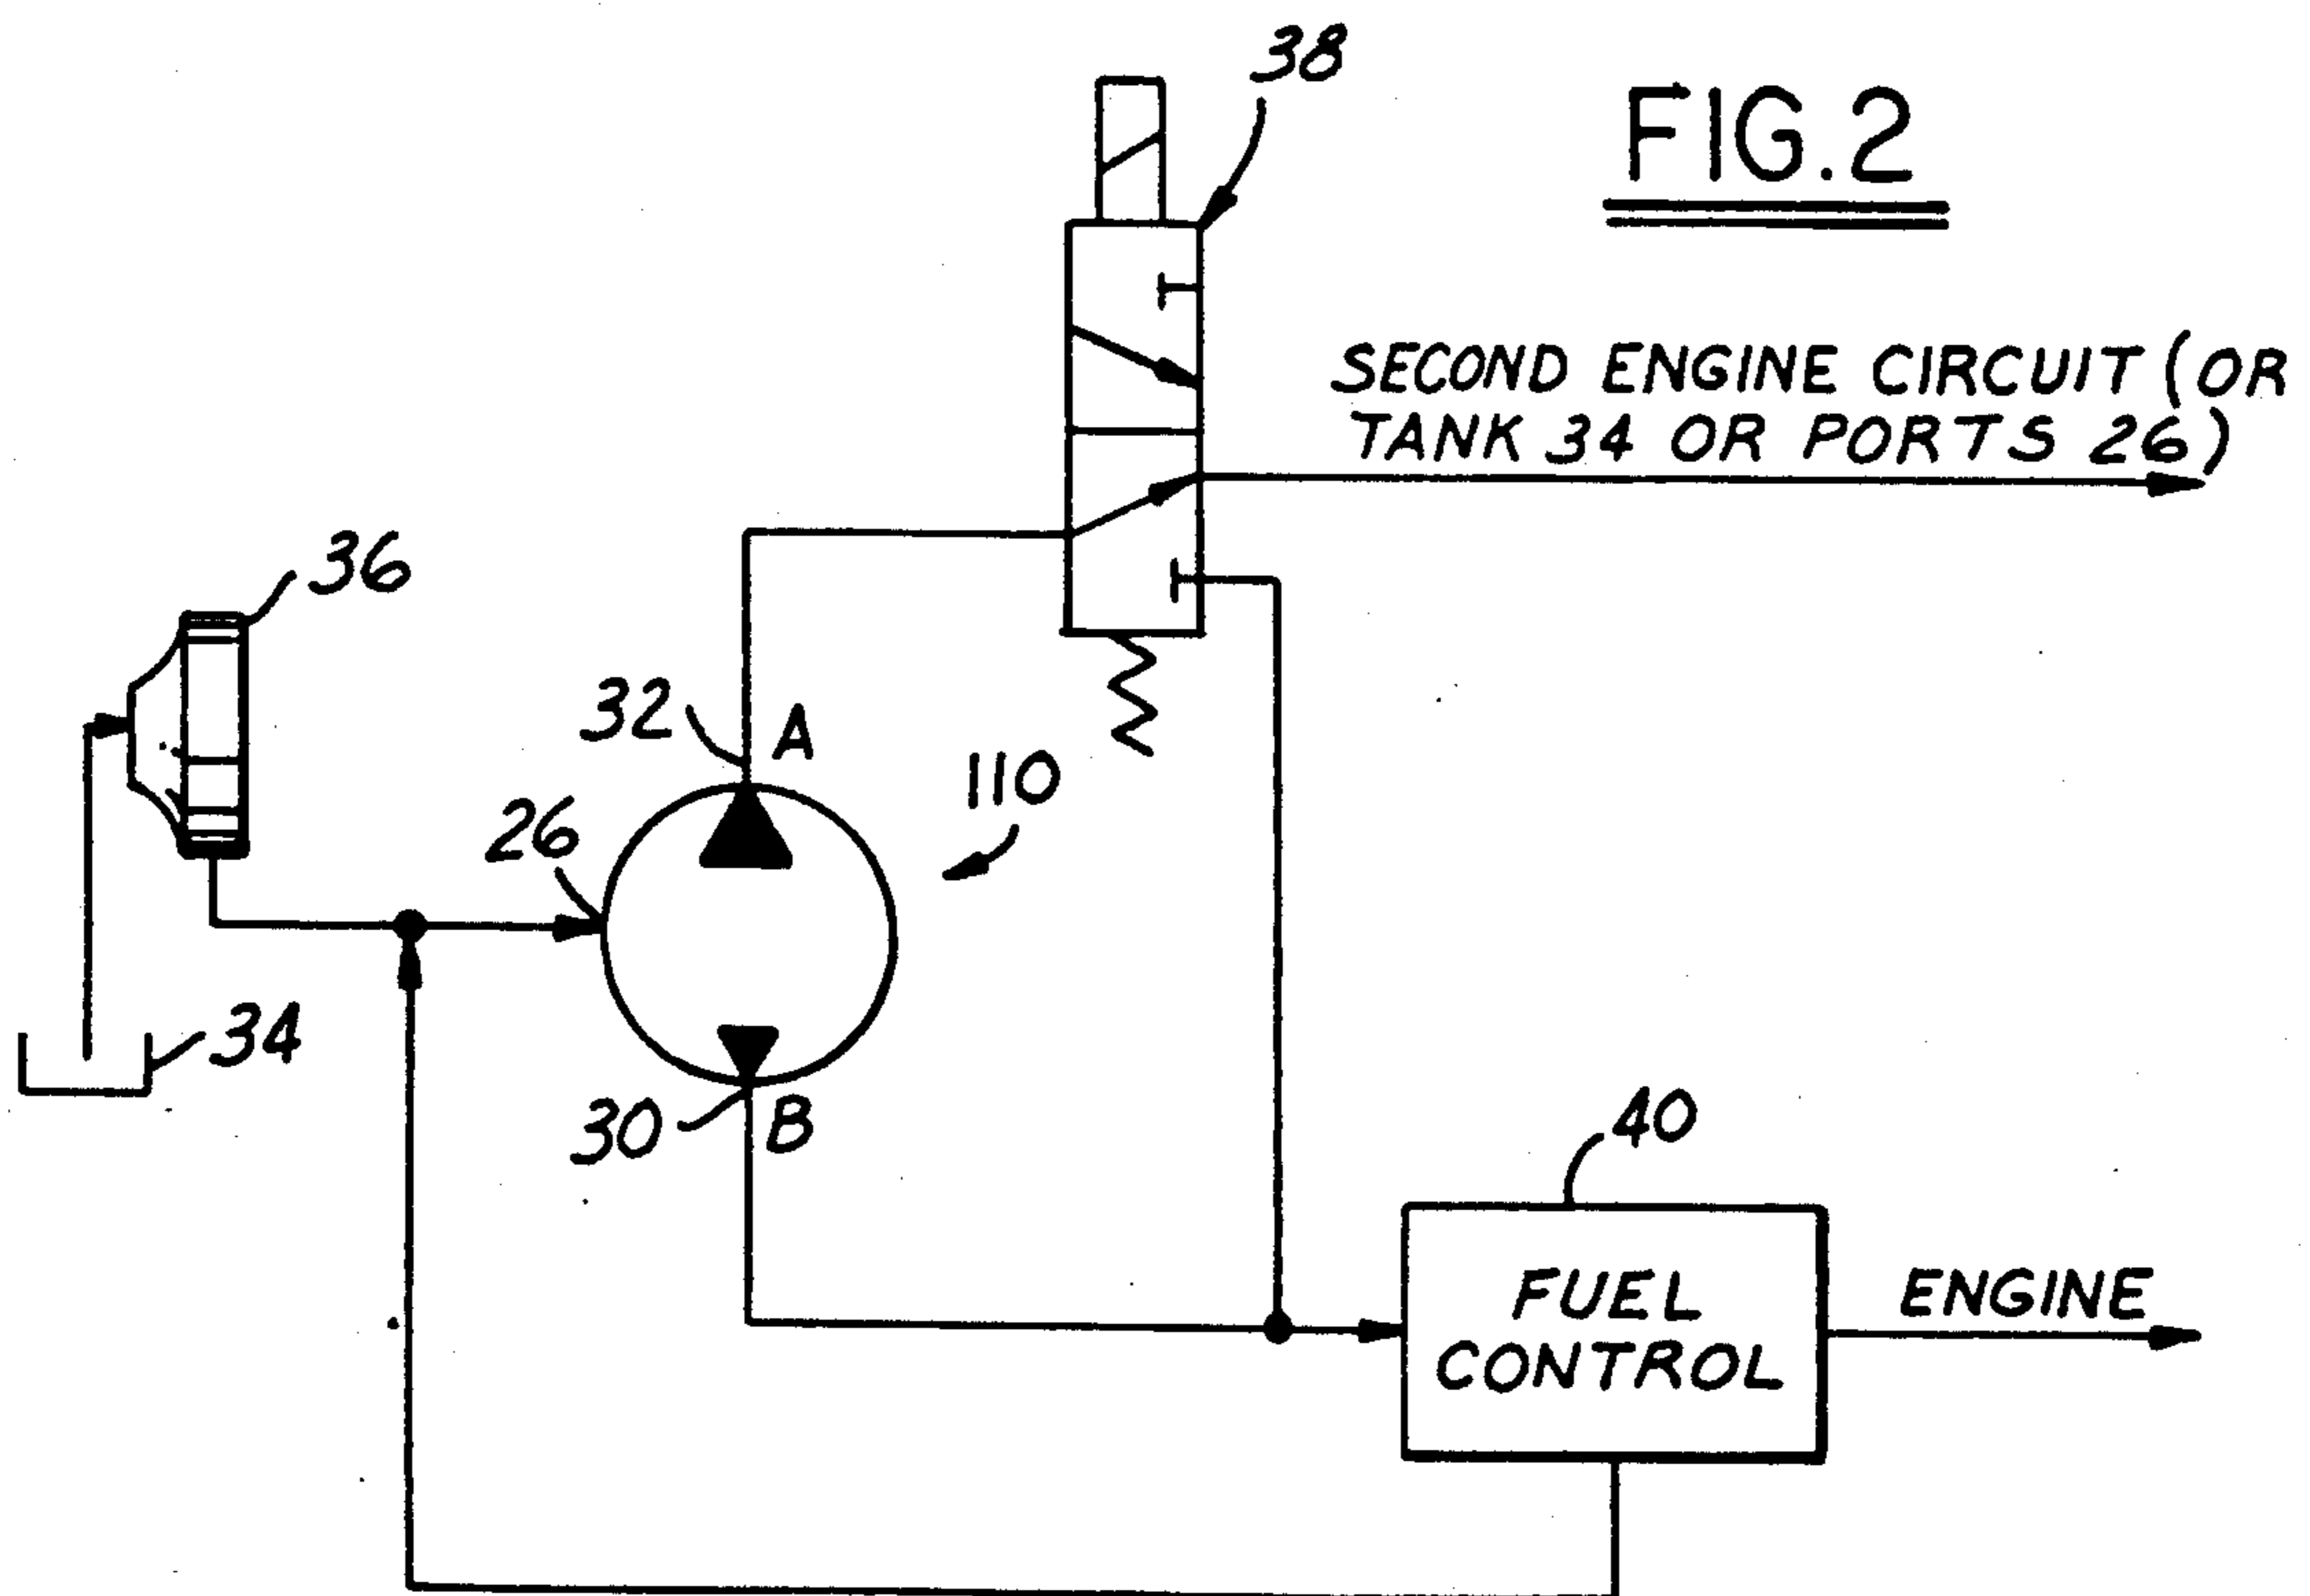 38
FIG.2
SECOND ENGINE CIRCUIT (OR
TANK 34 OR PORTS 26)
36
32
A
110
26
34
30
B
40
FUEL
CONTROL
ENGINE